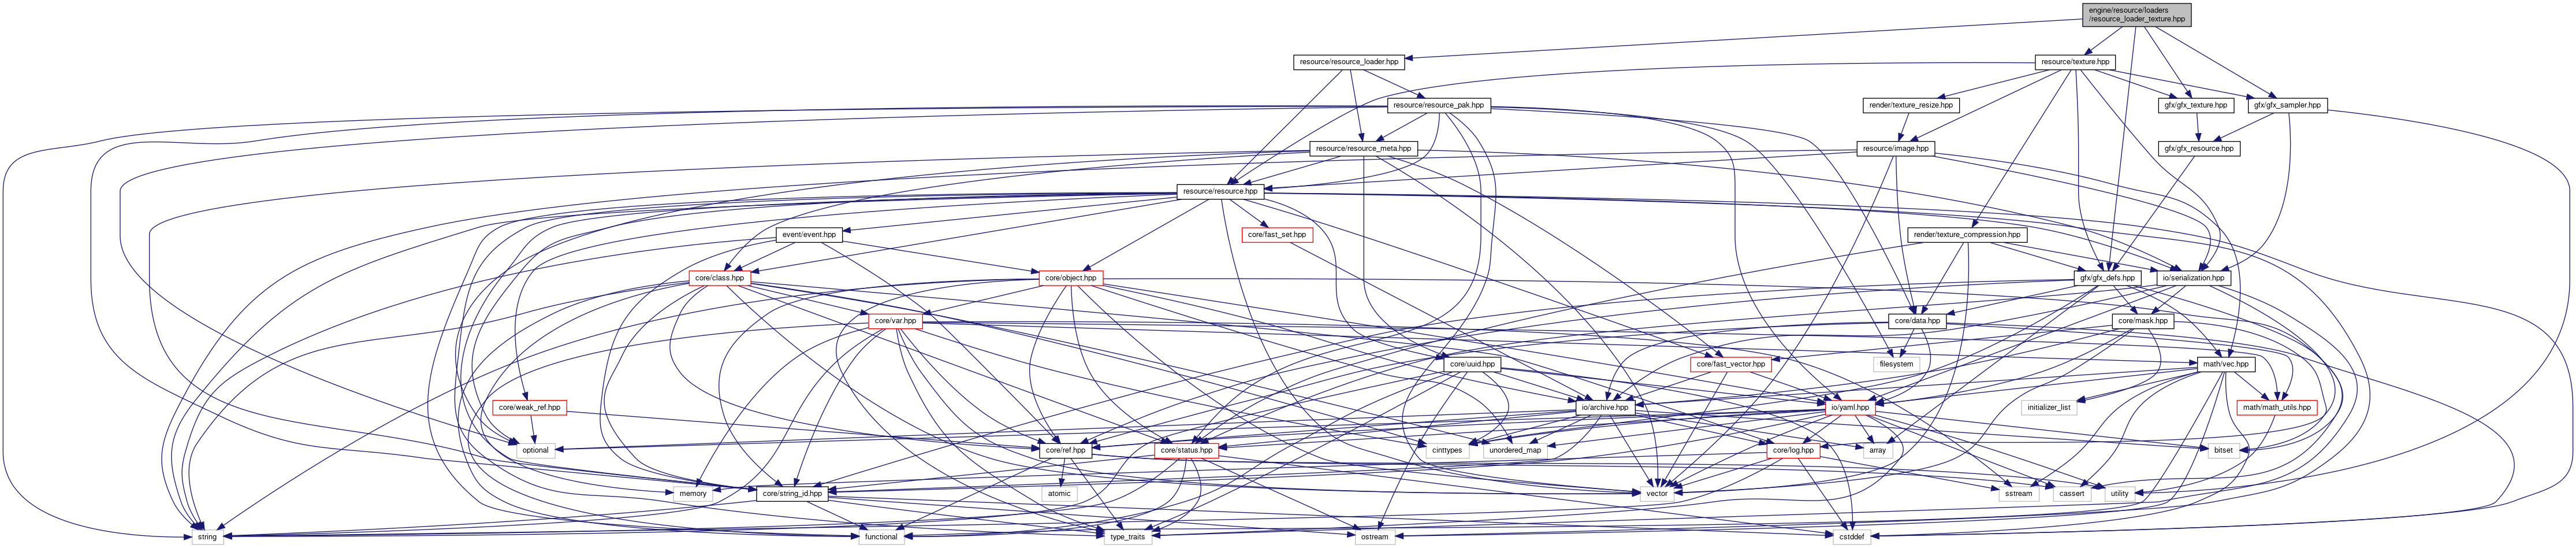 engine/resource/loaders
/resource_loader_texture.hpp
resource/resource_loader.hpp
resource/texture.hpp
resource/resource_pak.hpp
render/texture_resize.hpp
gfx/gfx_texture.hpp
gfx/gfx_sampler.hpp
resource/resource_meta.hpp
resource/image.hpp
gfx/gfx_resource.hpp
resource/resource.hpp
event/event.hpp
core/fast_set.hpp
render/texture_compression.hpp
core/class.hpp
core/object.hpp
gfx/gfx_defs.hpp
io/serialization.hpp
core/var.hpp
core/data.hpp
core/mask.hpp
core/uuid.hpp
core/fast_vector.hpp
filesystem
math/vec.hpp
core/weak_ref.hpp
io/archive.hpp
io/yaml.hpp
initializer_list
math/math_utils.hpp
optional
core/ref.hpp
core/status.hpp
cinttypes
unordered_map
core/log.hpp
array
bitset
memory
core/string_id.hpp
atomic
vector
sstream
cassert
utility
string
functional
type_traits
ostream
cstddef